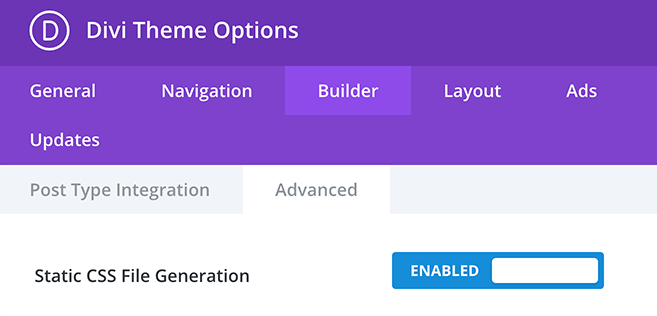 D Divi Theme Options
General Navigation Builder Layout Ads
Updates
Post Type Integration Advanced
Static CSS File Generation ENABLED